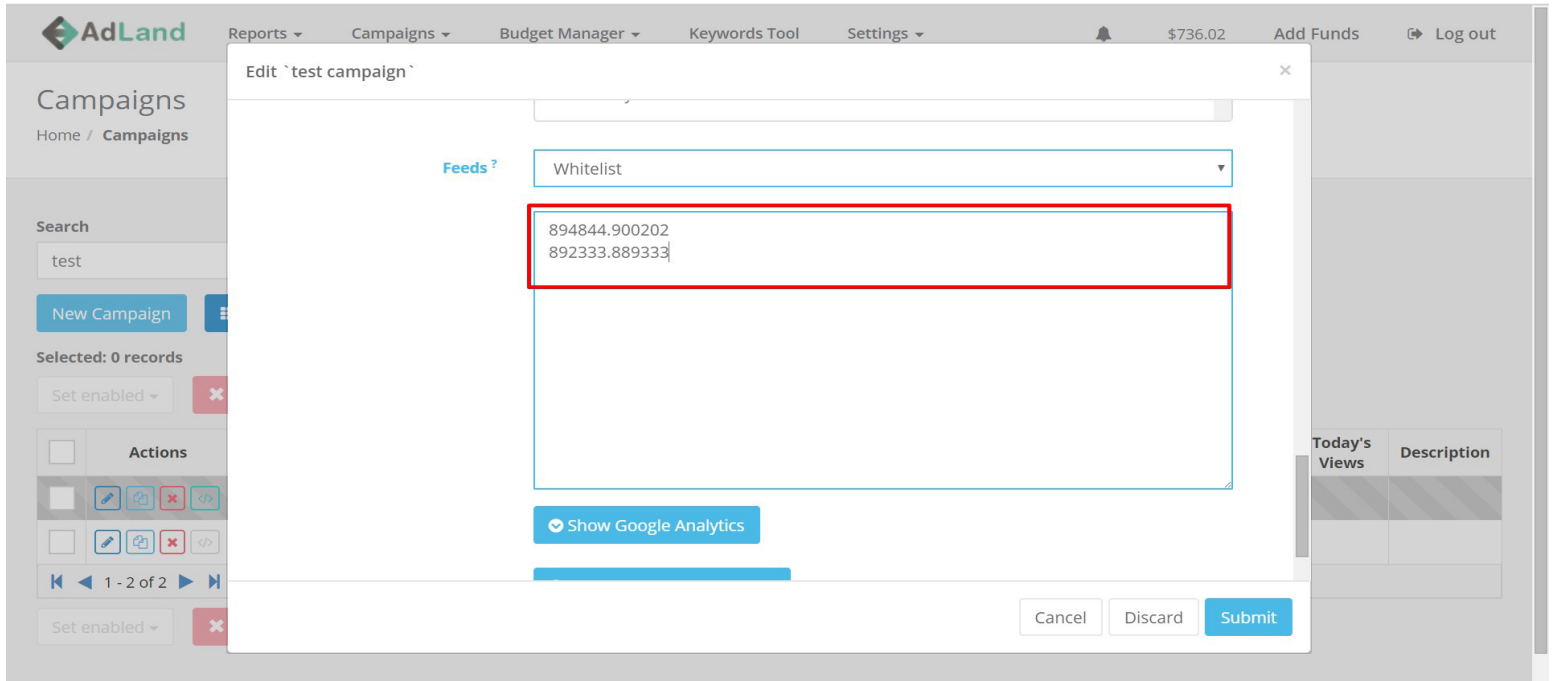 AdLand
Reports Campaigns Budget Manager Keywords Tool Settings $736.02 Add Funds Log out
Edit `test campaign` ×
Campaigns
Home / Campaigns
Feeds ?
Whitelist
Search
test
894844.900202
892333.889333
New Campaign
Selected: 0 records
Set enabled
Actions
Today's Views
Description
Show Google Analytics
1 - 2 of 2
Set enabled
Cancel Discard Submit